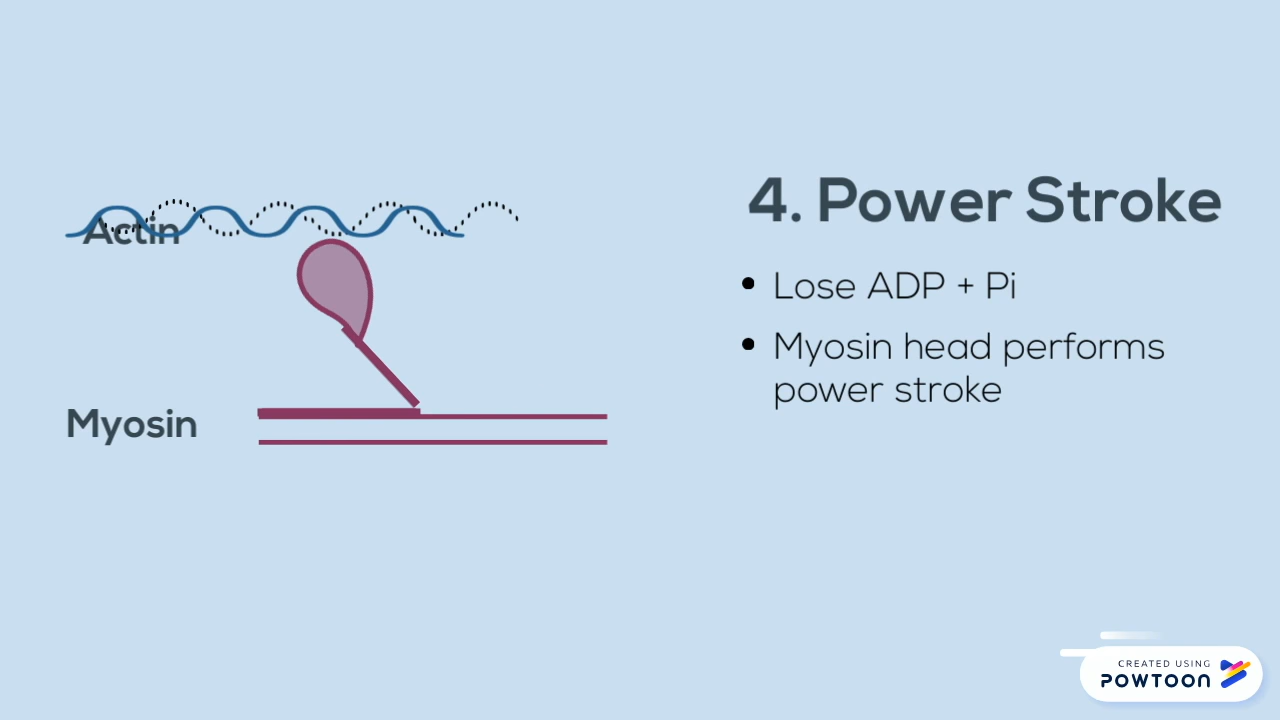 4. Power Stroke
Actin
Lose ADP + Pi
Myosin head performs
power stroke
Myosin
CREATED USING
POWTOON